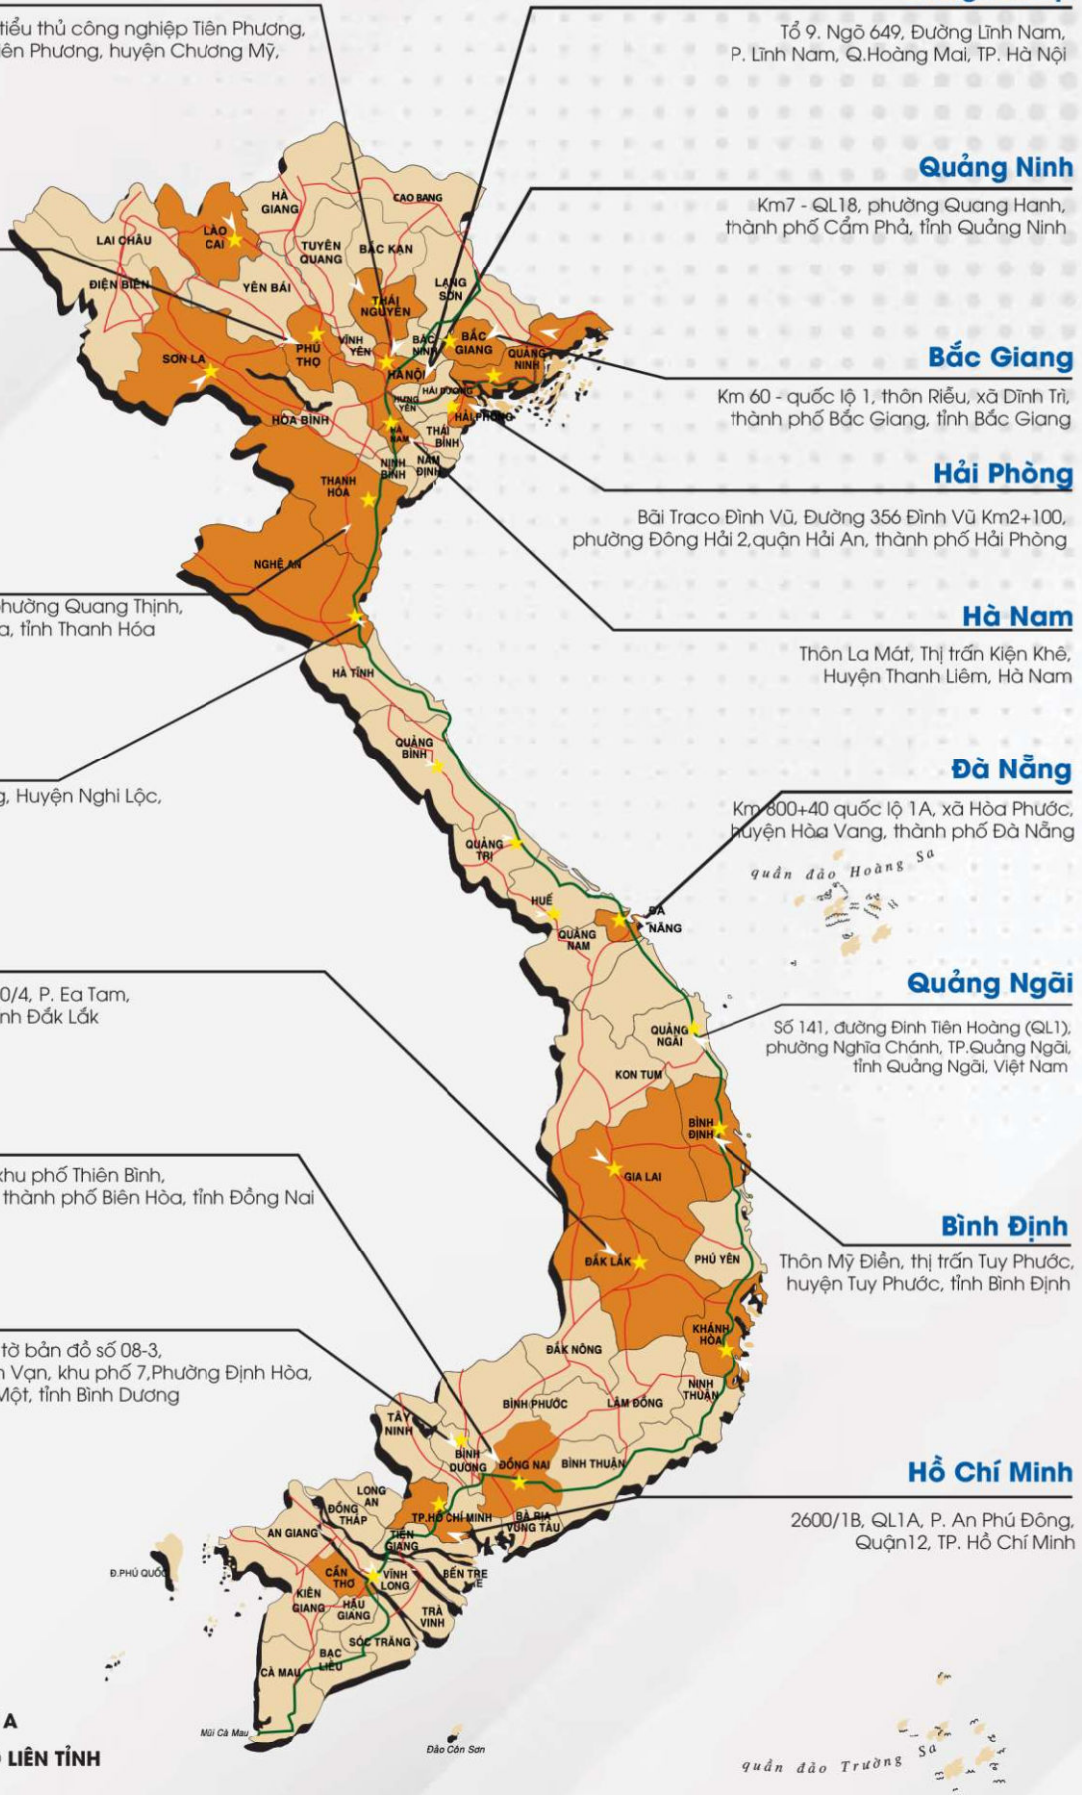 tiểu thủ công nghiệp Tiên Phương,
iên Phương, huyện Chương Mỹ,
Tổ 9. Ngõ 649, Đường Lĩnh Nam,
P. Lĩnh Nam, Q.Hoàng Mai, TP. Hà Nội
Quảng Ninh
Km7 - QL18, phường Quang Hanh,
thành phố Cẩm Phả, tỉnh Quảng Ninh
Bắc Giang
Km 60 - quốc lộ 1, thôn Riễu, xã Dĩnh Trì,
thành phố Bắc Giang, tỉnh Bắc Giang
Hải Phòng
Bãi Traco Đình Vũ, Đường 356 Đình Vũ Km2+100,
phường Đông Hải 2,quận Hải An, thành phố Hải Phòng
Hà Nam
Thôn La Mát, Thị trấn Kiện Khê,
Huyện Thanh Liêm, Hà Nam
Đà Nẵng
Km 800+40 quốc lộ 1A, xã Hòa Phước,
huyện Hòa Vang, thành phố Đà Nẵng
Quảng Ngãi
Số 141, đường Đinh Tiên Hoàng (QL1),
phường Nghĩa Chánh, TP.Quảng Ngãi,
tỉnh Quảng Ngãi, Việt Nam
Bình Định
Thôn Mỹ Điền, thị trấn Tuy Phước,
huyện Tuy Phước, tỉnh Bình Định
Hồ Chí Minh
2600/1B, QL1A, P. An Phú Đông,
Quận12, TP. Hồ Chí Minh
phường Quang Thịnh,
a, tỉnh Thanh Hóa
g, Huyện Nghi Lộc,
0/4, P. Ea Tam,
nh Đắk Lắk
khu phố Thiên Bình,
thành phố Biên Hòa, tỉnh Đồng Nai
tờ bản đồ số 08-3,
n Vạn, khu phố 7,Phường Định Hòa,
Một, tỉnh Bình Dương
HÀ
GIANG
CAO BANG
LÀO
CAI
LAI CHÂU
TUYÊN
QUANG
BẮC KẠN
ĐIỆN BIÊN
YÊN BÁI
LẠNG
SƠN
THÁI
NGUYÊN
SƠN LA
PHÚ
THỌ
VĨNH
YÊN
BẮC
NINH
BẮC
GIANG
QUẢNG
NINH
HÀ NỘI
HẢI DƯƠNG
HƯNG
YÊN
HẢI PHÒNG
HÒA BÌNH
HÀ
NAM
THÁI
BÌNH
NINH
BÌNH
NAM
ĐỊNH
THANH
HÓA
NGHỆ AN
HÀ TĨNH
QUẢNG
BÌNH
QUẢNG
TRỊ
HUẾ
ĐÀ
NẴNG
QUẢNG
NAM
quần đảo Hoàng Sa
QUẢNG
NGÃI
KON TUM
BÌNH
ĐỊNH
GIA LAI
ĐẮK LẮK
PHÚ YÊN
KHÁNH
HÒA
ĐẮK NÔNG
NINH
THUẬN
BÌNH PHƯỚC
LÂM ĐỒNG
TÂY
NINH
BÌNH
DƯƠNG
ĐỒNG NAI
BÌNH THUẬN
LONG
AN
ĐỒNG
THÁP
TP.HỒ CHÍ MINH
BÀ RỊA
VŨNG TÀU
AN GIANG
TIỀN
GIANG
Đ.PHÚ QUỐC
CẦN
THƠ
VĨNH
LONG
BẾN TRE
KIÊN
GIANG
HẬU
GIANG
TRÀ
VINH
SÓC TRĂNG
BẠC
LIÊU
CÀ MAU
Mũi Cà Mau
Đảo Côn Sơn
quần đảo Trường Sa
A
LIÊN TỈNH